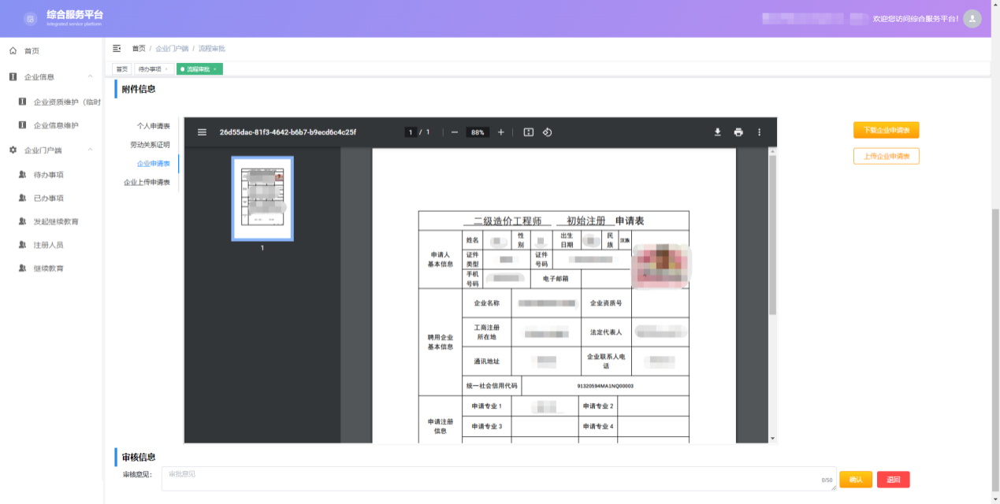 综合服务平台
Integrated service platform
欢迎您访问综合服务平台!
首页
企业信息
企业资质维护（临时
企业信息维护
企业门户端
待办事项
已办事项
发起继续教育
注册人员
继续教育
首页 / 企业门户端 / 流程审批
首页 待办事项 × 流程审批 ×
附件信息
个人申请表
劳动关系证明
企业申请表
企业上传申请表
26d55dac-81f3-4642-b6b7-b9ecd6c4c25f
1 / 1
88%
1
下载企业申请表
上传企业申请表
二级造价工程师 初始注册 申请表
申请人
基本信息
姓名 性别 出生日期 民族 汉族
证件类型 证件号码
手机号码 电子邮箱
聘用企业
基本信息
企业名称 企业资质号
工商注册所在地 法定代表人
通讯地址 企业联系人电话
统一社会信用代码 91320594MA1NQ00003
申请注册
信息
申请专业 1 申请专业 2
申请专业 3 申请专业 4
审核信息
审核意见: 审批意见 0/50 确认 退回